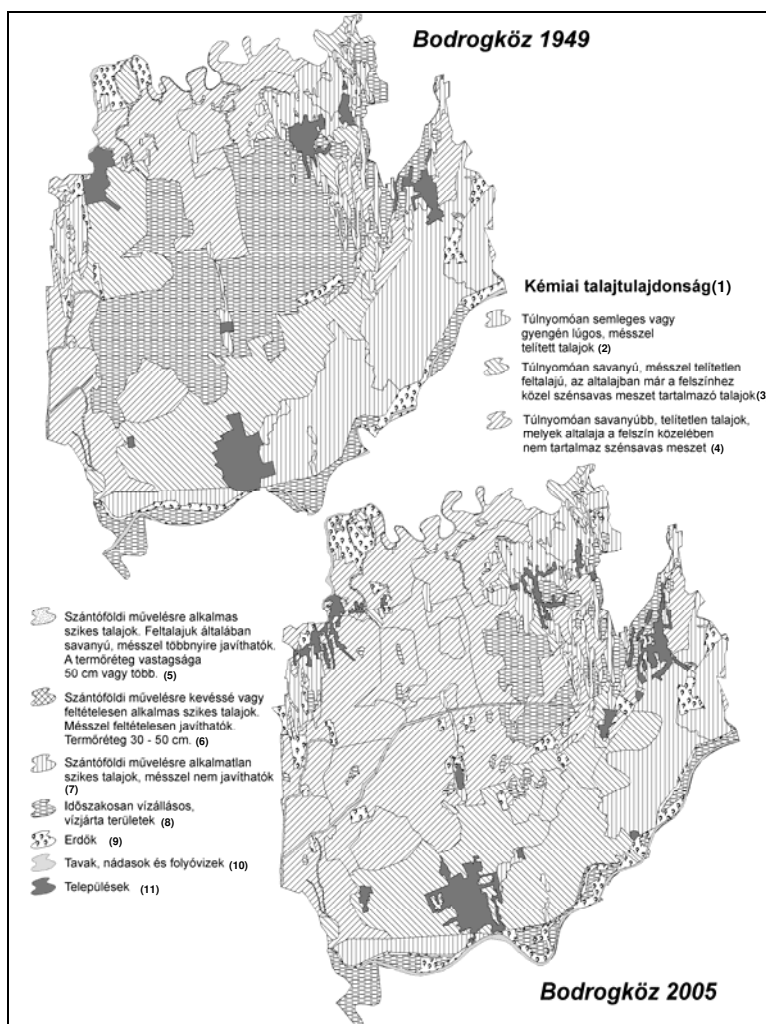 Bodrogköz 1949
Kémiai talajtulajdonság(1)
Túlnyomóan semleges vagy
gyengén lúgos, mésszel
telített talajok (2)
Túlnyomóan savanyú, mésszel telítetlen
feltalajú, az altalajban már a felszínhez
közel szénsavas meszet tartalmazó talajok(3
Túlnyomóan savanyúbb, telítetlen talajok,
melyek altalaja a felszín közelében
nem tartalmaz szénsavas meszet (4)
Szántóföldi művelésre alkalmas
szikes talajok. Feltalajuk általában
savanyú, mésszel többnyire javíthatók.
A termőréteg vastagsága
50 cm vagy több. (5)
Szántóföldi művelésre kevéssé vagy
feltételesen alkalmas szikes talajok.
Mésszel feltételesen javíthatók.
Termőréteg 30 - 50 cm. (6)
Szántóföldi művelésre alkalmatlan
szikes talajok, mésszel nem javíthatók
(7)
Időszakosan vízállásos,
vízjárta területek (8)
Erdők (9)
Tavak, nádasok és folyóvizek (10)
Települések (11)
Bodrogköz 2005